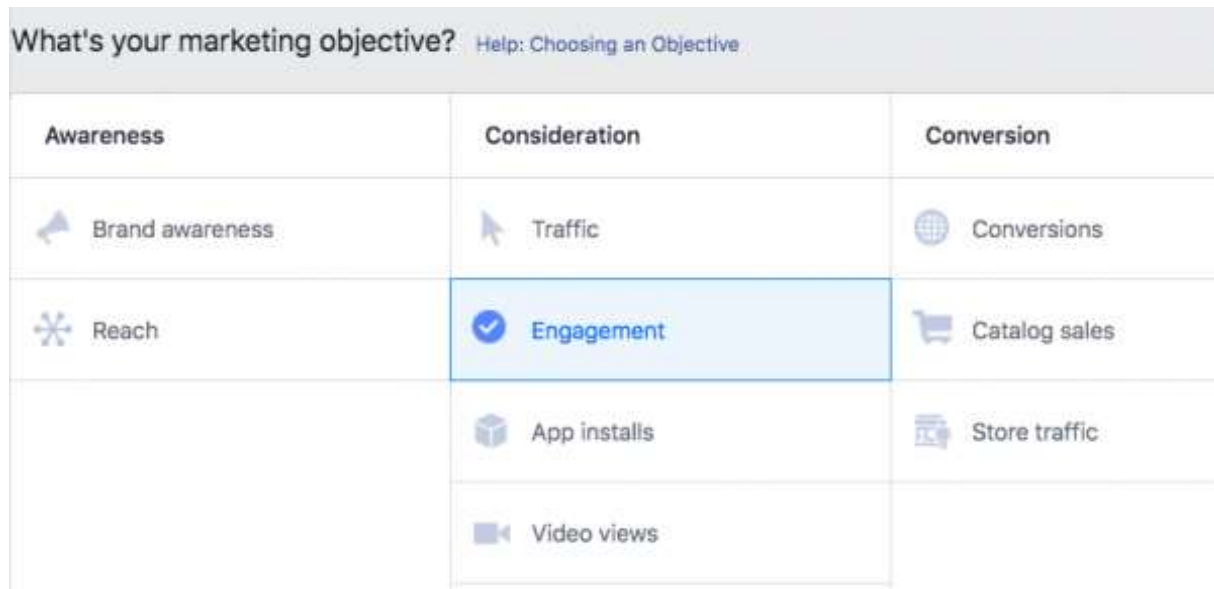 What's your marketing objective? Help: Choosing an Objective
Awareness Consideration Conversion
Brand awareness Traffic Conversions
Reach Engagement Catalog sales
App installs Store traffic
Video views